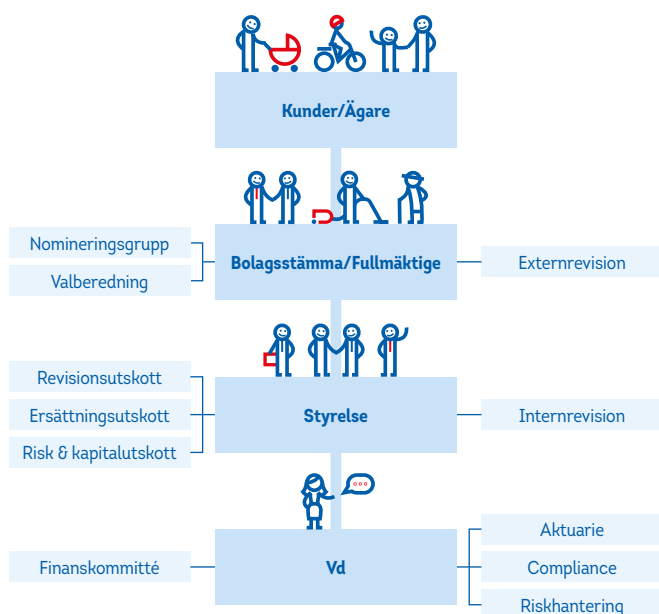 Kunder/Ägare
Nomineringsgrupp
Valberedning
Bolagsstämma/Fullmäktige
Externrevision
Revisionsutskott
Ersättningsutskott
Risk & kapitalutskott
Styrelse
Internrevision
Finanskommitté
Vd
Aktuarie
Compliance
Riskhantering